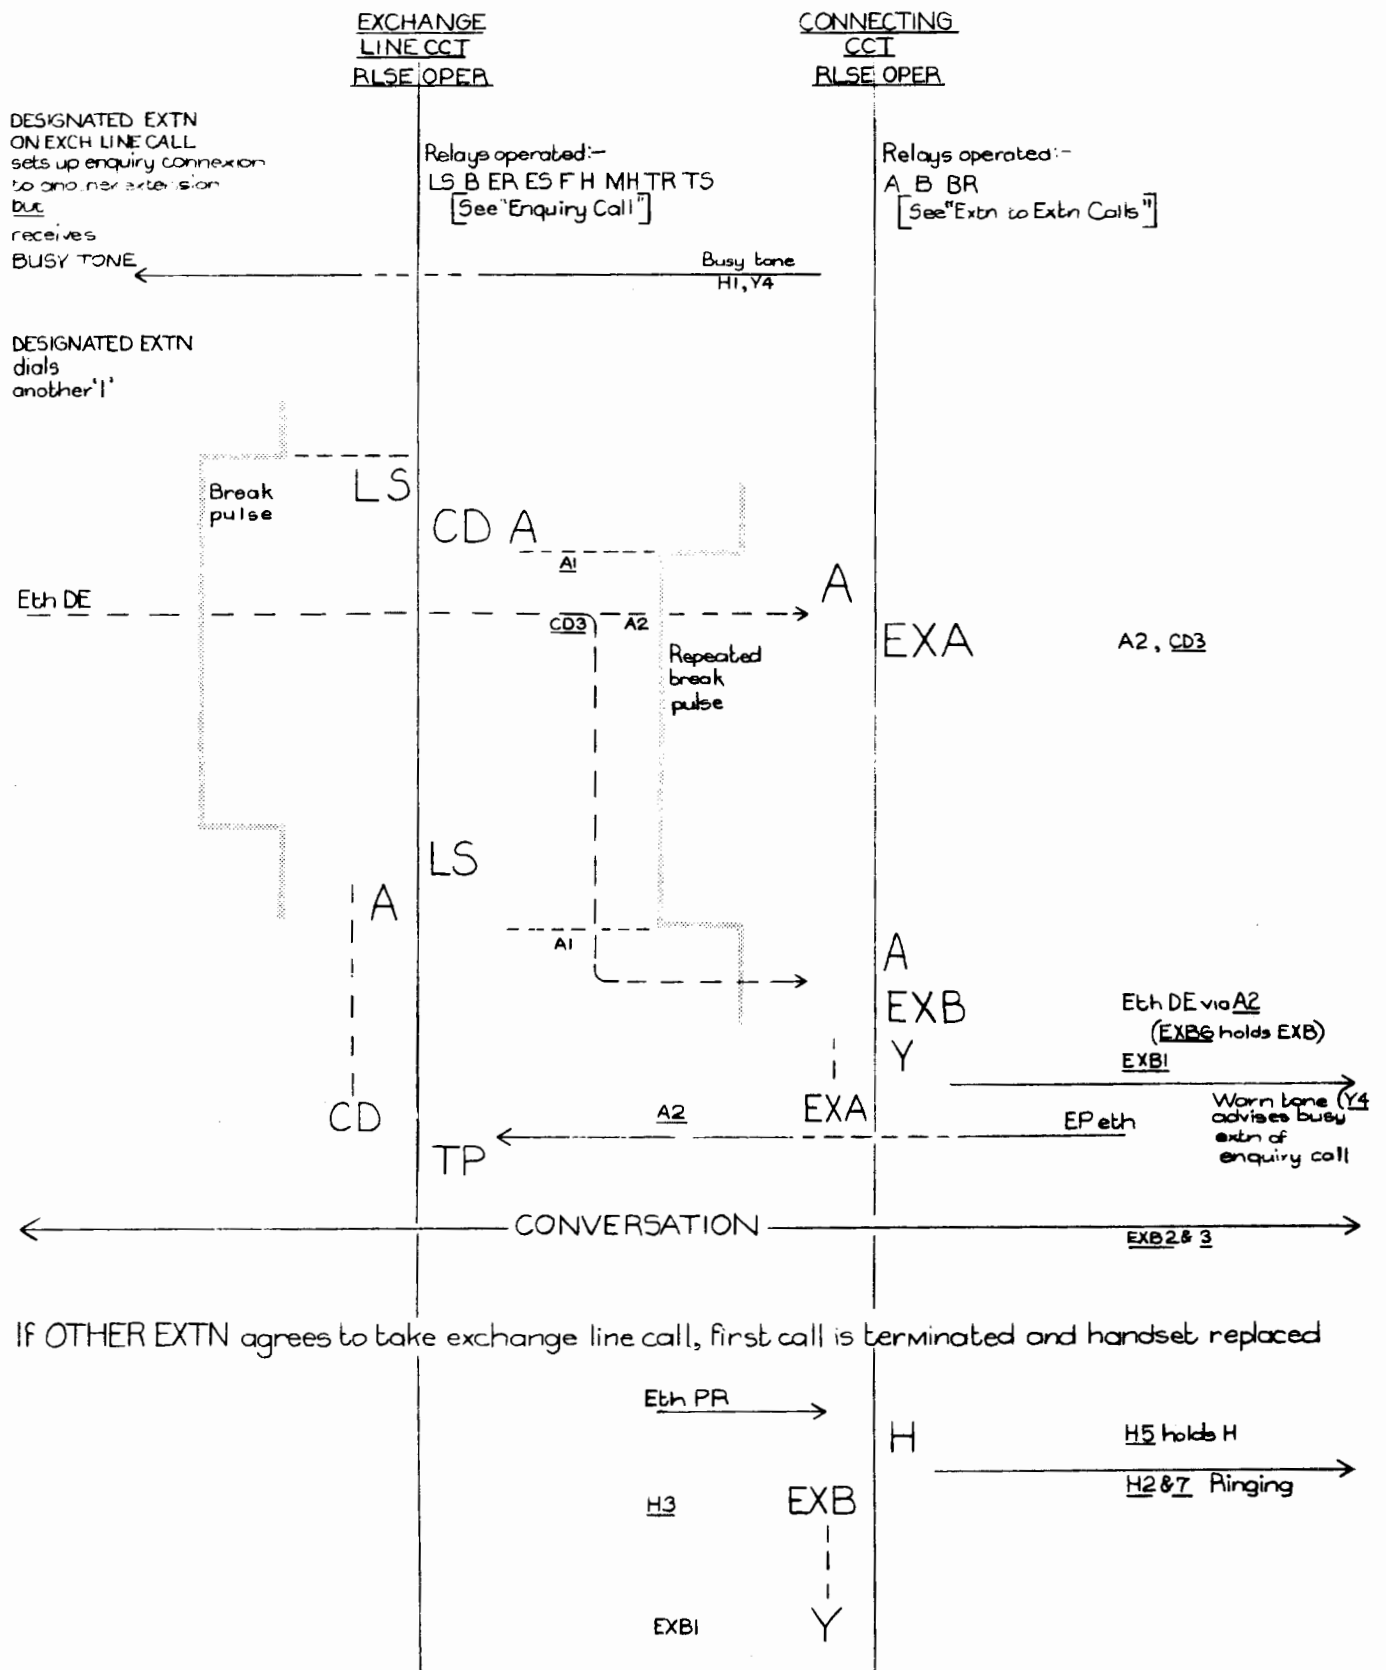 EXCHANGE
LINE CCT
RLSE OPER
CONNECTING
CCT
RLSE OPER
DESIGNATED EXTN
ON EXCH LINE CALL
sets up enquiry connexion
to another extension
but
receives
BUSY TONE
Relays operated:-
LS B ER ES F H MH TR TS
[See "Enquiry Call"]
Relays operated:-
A B BR
[See "Extn to Extn Calls"]
Busy tone
H1, Y4
DESIGNATED EXTN
dials
another '1'
LS
Break
pulse
CD A
A1
A
Eth DE
CD3 A2
EXA
A2, CD3
Repeated
break
pulse
LS
A
A1
A
EXB
Eth DE via A2
(EXB6 holds EXB)
Y
EXB1
CD
A2
EXA
EP eth
Warn tone (Y4
advises busy
extn of
enquiry call
TP
CONVERSATION
EXB2 & 3
If OTHER EXTN agrees to take exchange line call, first call is terminated and handset replaced
Eth PR
H
H5 holds H
H2 & 7 Ringing
H3
EXB
EXB1
Y